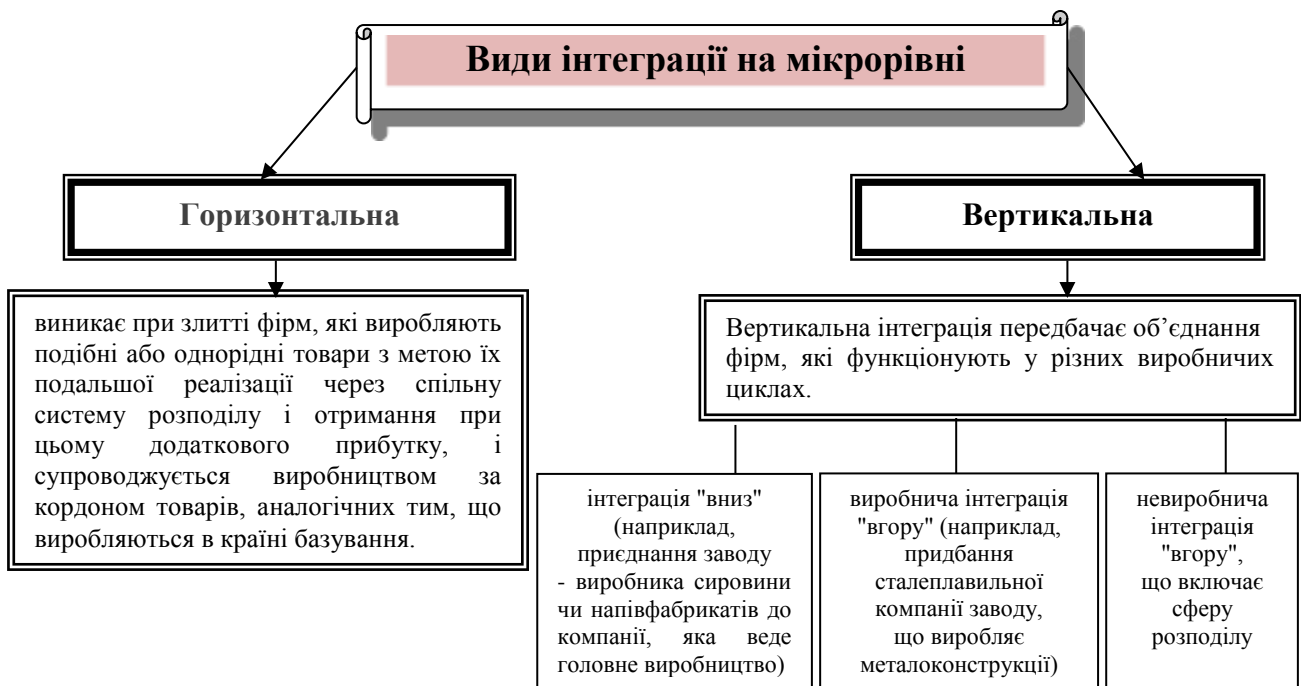 Види інтеграції на мікрорівні
Горизонтальна
виникає при злитті фірм, які виробляють
подібні або однорідні товари з метою їх
подальшої реалізації через спільну
систему розподілу і отримання при
цьому додаткового прибутку, і
супроводжується виробництвом за
кордоном товарів, аналогічних тим, що
виробляються в країні базування.
Вертикальна
Вертикальна інтеграція передбачає об’єднання
фірм, які функціонують у різних виробничих
циклах.
інтеграція "вниз"
(наприклад,
приєднання заводу
- виробника сировини
чи напівфабрикатів до
компанії, яка веде
головне виробництво)
виробнича інтеграція
"вгору" (наприклад,
придбання
сталеплавильної
компанії заводу,
що виробляє
металоконструкції)
невиробнича
інтеграція
"вгору",
що включає
сферу
розподілу